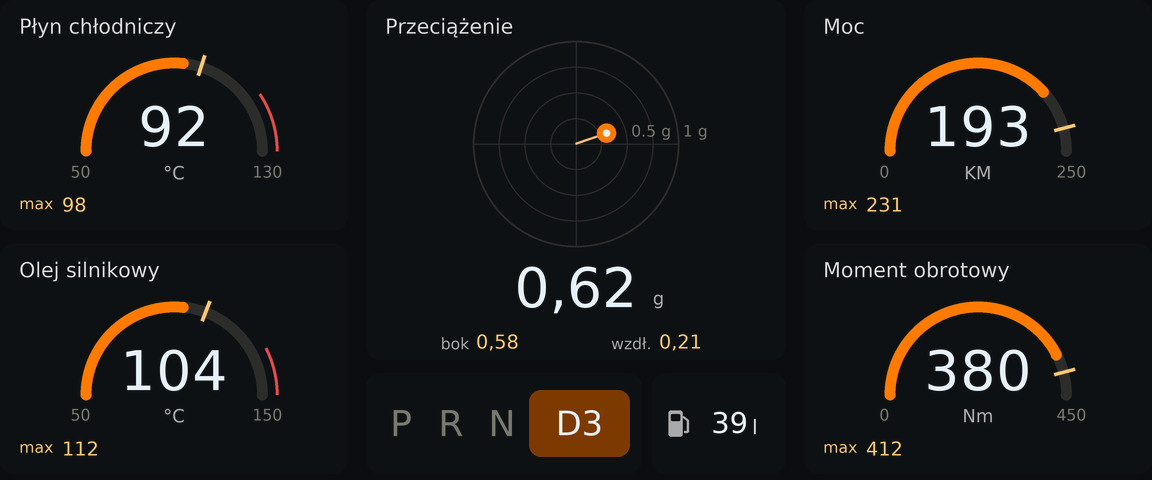 Płyn chłodniczy
92
50
°C
130
max 98
Olej silnikowy
104
50
°C
150
max 112
Przeciążenie
0.5 g 1 g
0,62 g
bok 0,58
wzdł. 0,21
P R N D3
39 l
Moc
193
0
KM
250
max 231
Moment obrotowy
380
0
Nm
450
max 412